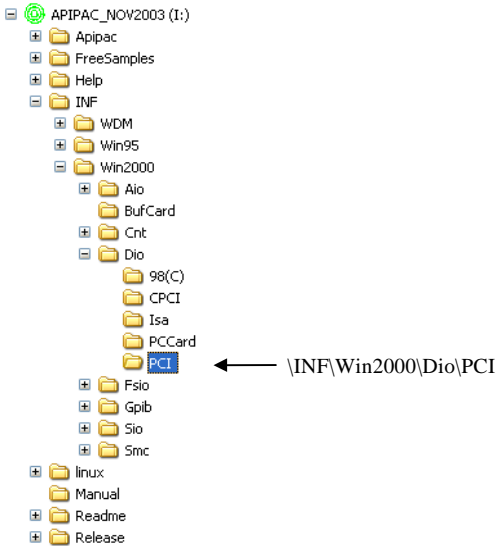 APIPAC_NOV2003 (I:)
Apipac
FreeSamples
Help
INF
WDM
Win95
Win2000
Aio
BufCard
Cnt
Dio
98(C)
CPCI
Isa
PCCard
PCI
\INF\Win2000\Dio\PCI
Fsio
Gpib
Sio
Smc
linux
Manual
Readme
Release